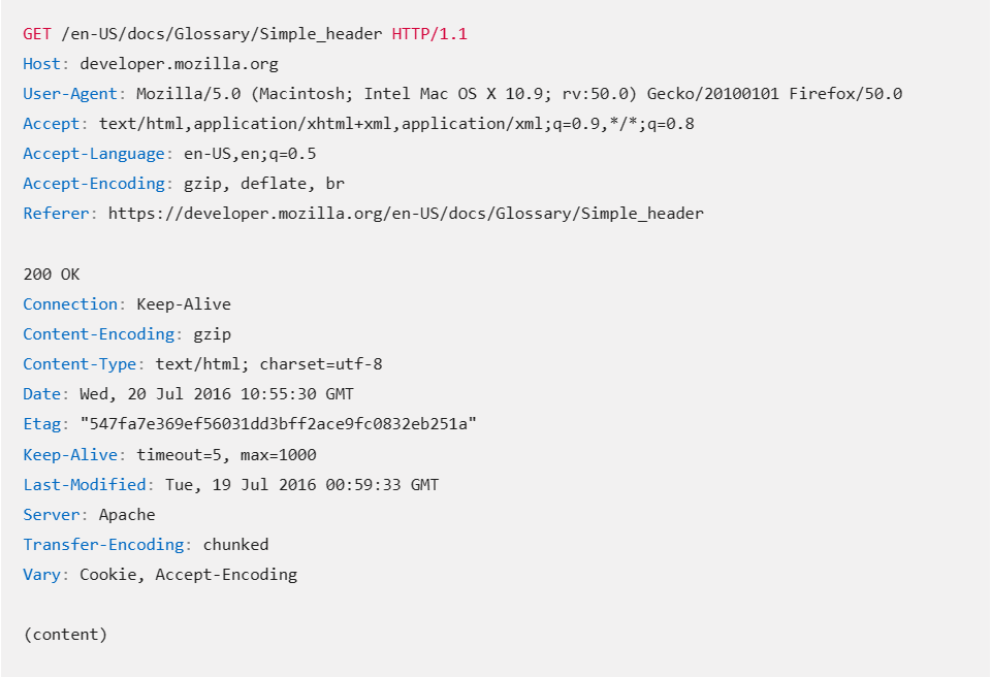 GET /en-US/docs/Glossary/Simple_header HTTP/1.1
Host: developer.mozilla.org
User-Agent: Mozilla/5.0 (Macintosh; Intel Mac OS X 10.9; rv:50.0) Gecko/20100101 Firefox/50.0
Accept: text/html,application/xhtml+xml,application/xml;q=0.9,*/*;q=0.8
Accept-Language: en-US,en;q=0.5
Accept-Encoding: gzip, deflate, br
Referer: https://developer.mozilla.org/en-US/docs/Glossary/Simple_header
200 OK
Connection: Keep-Alive
Content-Encoding: gzip
Content-Type: text/html; charset=utf-8
Date: Wed, 20 Jul 2016 10:55:30 GMT
Etag: "547fa7e369ef56031dd3bff2ace9fc0832eb251a"
Keep-Alive: timeout=5, max=1000
Last-Modified: Tue, 19 Jul 2016 00:59:33 GMT
Server: Apache
Transfer-Encoding: chunked
Vary: Cookie, Accept-Encoding
(content)